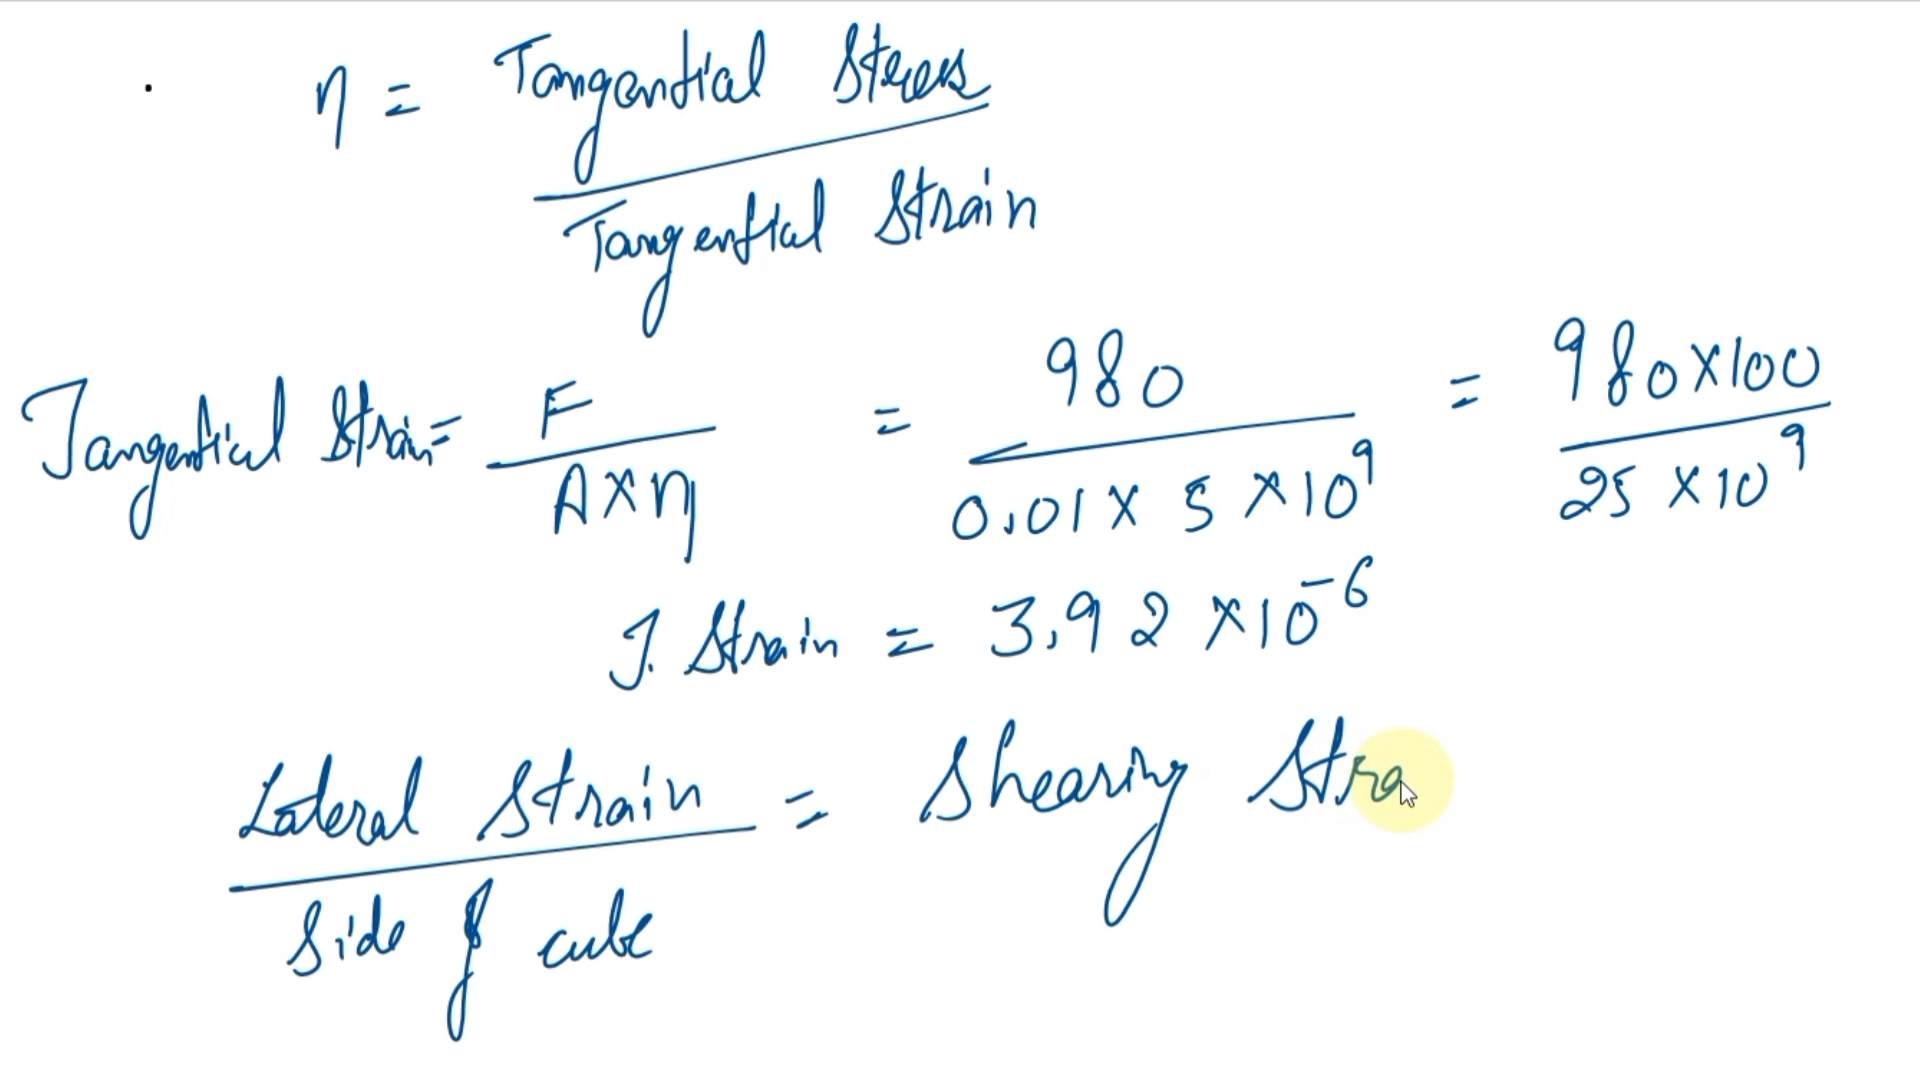 η = Tangential Stress
Tangential Strain
Tangential Strain = F / A × η = 980 / 0.01 × 5 × 10⁹ = 980×100 / 25 × 10⁹
T. Strain = 3.92 × 10⁻⁶
Lateral Strain = Shearing Stra
Side of cube